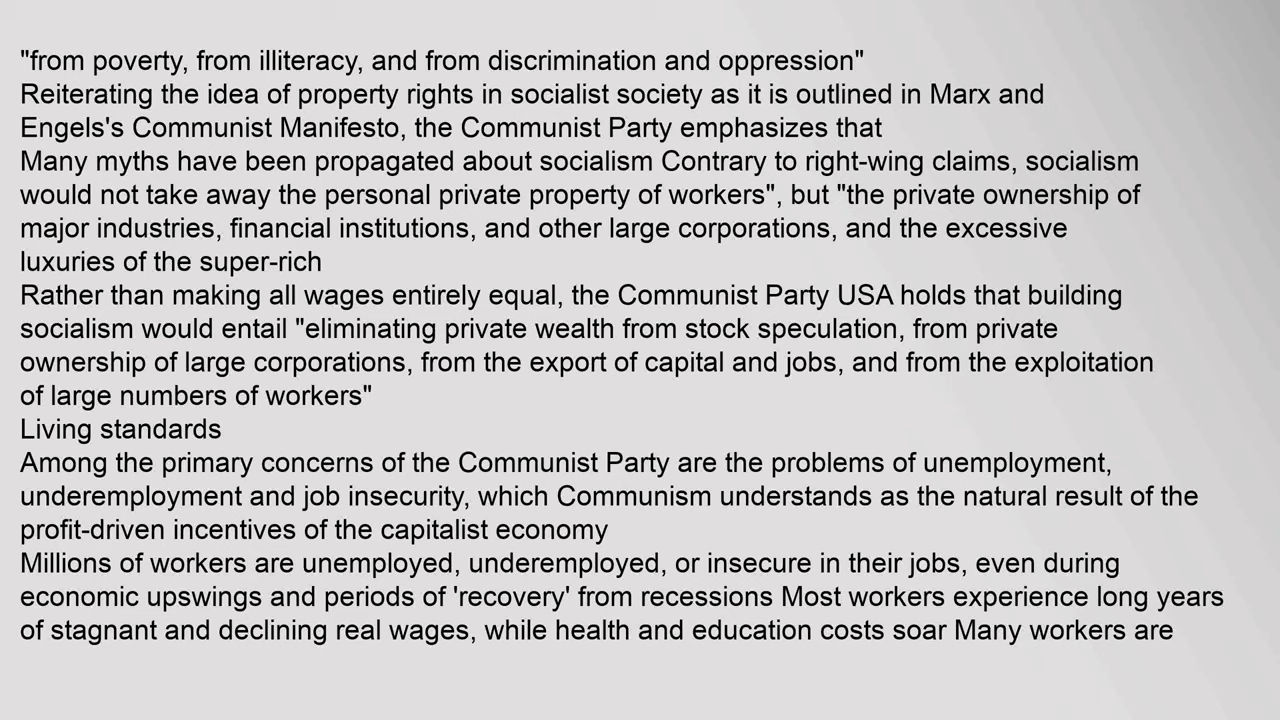 "from poverty, from illiteracy, and from discrimination and oppression"
Reiterating the idea of property rights in socialist society as it is outlined in Marx and
Engels's Communist Manifesto, the Communist Party emphasizes that
Many myths have been propagated about socialism Contrary to right-wing claims, socialism
would not take away the personal private property of workers", but "the private ownership of
major industries, financial institutions, and other large corporations, and the excessive
luxuries of the super-rich
Rather than making all wages entirely equal, the Communist Party USA holds that building
socialism would entail "eliminating private wealth from stock speculation, from private
ownership of large corporations, from the export of capital and jobs, and from the exploitation
of large numbers of workers"
Living standards
Among the primary concerns of the Communist Party are the problems of unemployment,
underemployment and job insecurity, which Communism understands as the natural result of the
profit-driven incentives of the capitalist economy
Millions of workers are unemployed, underemployed, or insecure in their jobs, even during
economic upswings and periods of 'recovery' from recessions Most workers experience long years
of stagnant and declining real wages, while health and education costs soar Many workers are